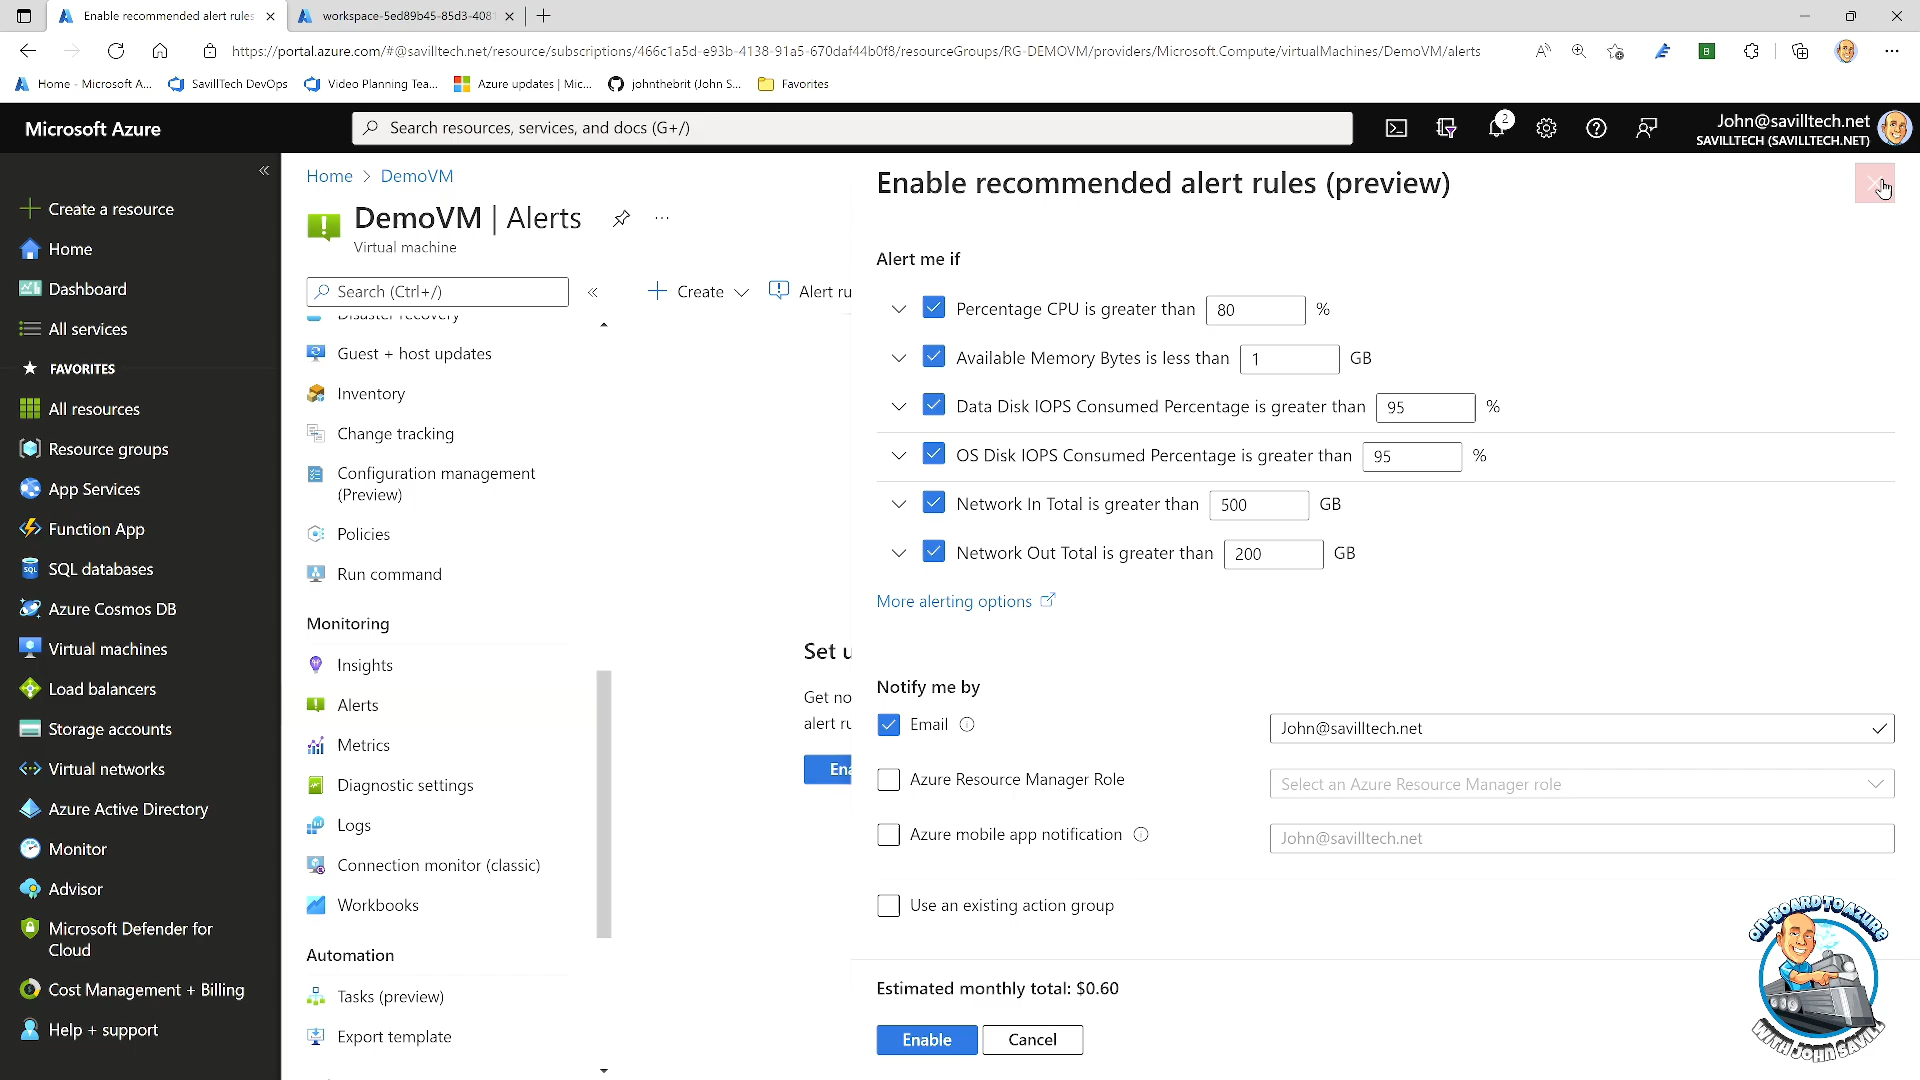 Enable recommended alert rules
workspace-5ed89b45-85d3-4081
https://portal.azure.com/#@savilltech.net/resource/subscriptions/466c1a5d-e93b-4138-91a5-670daf44b0f8/resourceGroups/RG-DEMOVM/providers/Microsoft.Compute/virtualMachines/DemoVM/alerts
Home - Microsoft A...
SavillTech DevOps
Video Planning Tea...
Azure updates | Mic...
johnthebrit (John S...
Favorites
Microsoft Azure
Search resources, services, and docs (G+/)
2
John@savilltech.net
SAVILLTECH (SAVILLTECH.NET)
Create a resource
Home
Dashboard
All services
FAVORITES
All resources
Resource groups
App Services
Function App
SQL databases
Azure Cosmos DB
Virtual machines
Load balancers
Storage accounts
Virtual networks
Azure Active Directory
Monitor
Advisor
Microsoft Defender for
Cloud
Cost Management + Billing
Help + support
Home > DemoVM
DemoVM | Alerts
Virtual machine
Search (Ctrl+/)
Create
Alert ru
Disaster recovery
Guest + host updates
Inventory
Change tracking
Configuration management
(Preview)
Policies
Run command
Monitoring
Insights
Alerts
Metrics
Diagnostic settings
Logs
Connection monitor (classic)
Workbooks
Automation
Tasks (preview)
Export template
Set u
Get no
alert ru
Ena
Enable recommended alert rules (preview)
Alert me if
Percentage CPU is greater than 80 %
Available Memory Bytes is less than 1 GB
Data Disk IOPS Consumed Percentage is greater than 95 %
OS Disk IOPS Consumed Percentage is greater than 95 %
Network In Total is greater than 500 GB
Network Out Total is greater than 200 GB
More alerting options
Notify me by
Email John@savilltech.net
Azure Resource Manager Role Select an Azure Resource Manager role
Azure mobile app notification John@savilltech.net
Use an existing action group
Estimated monthly total: $0.60
Enable
Cancel
ON-BOARD TO AZURE
WITH JOHN SAVILL